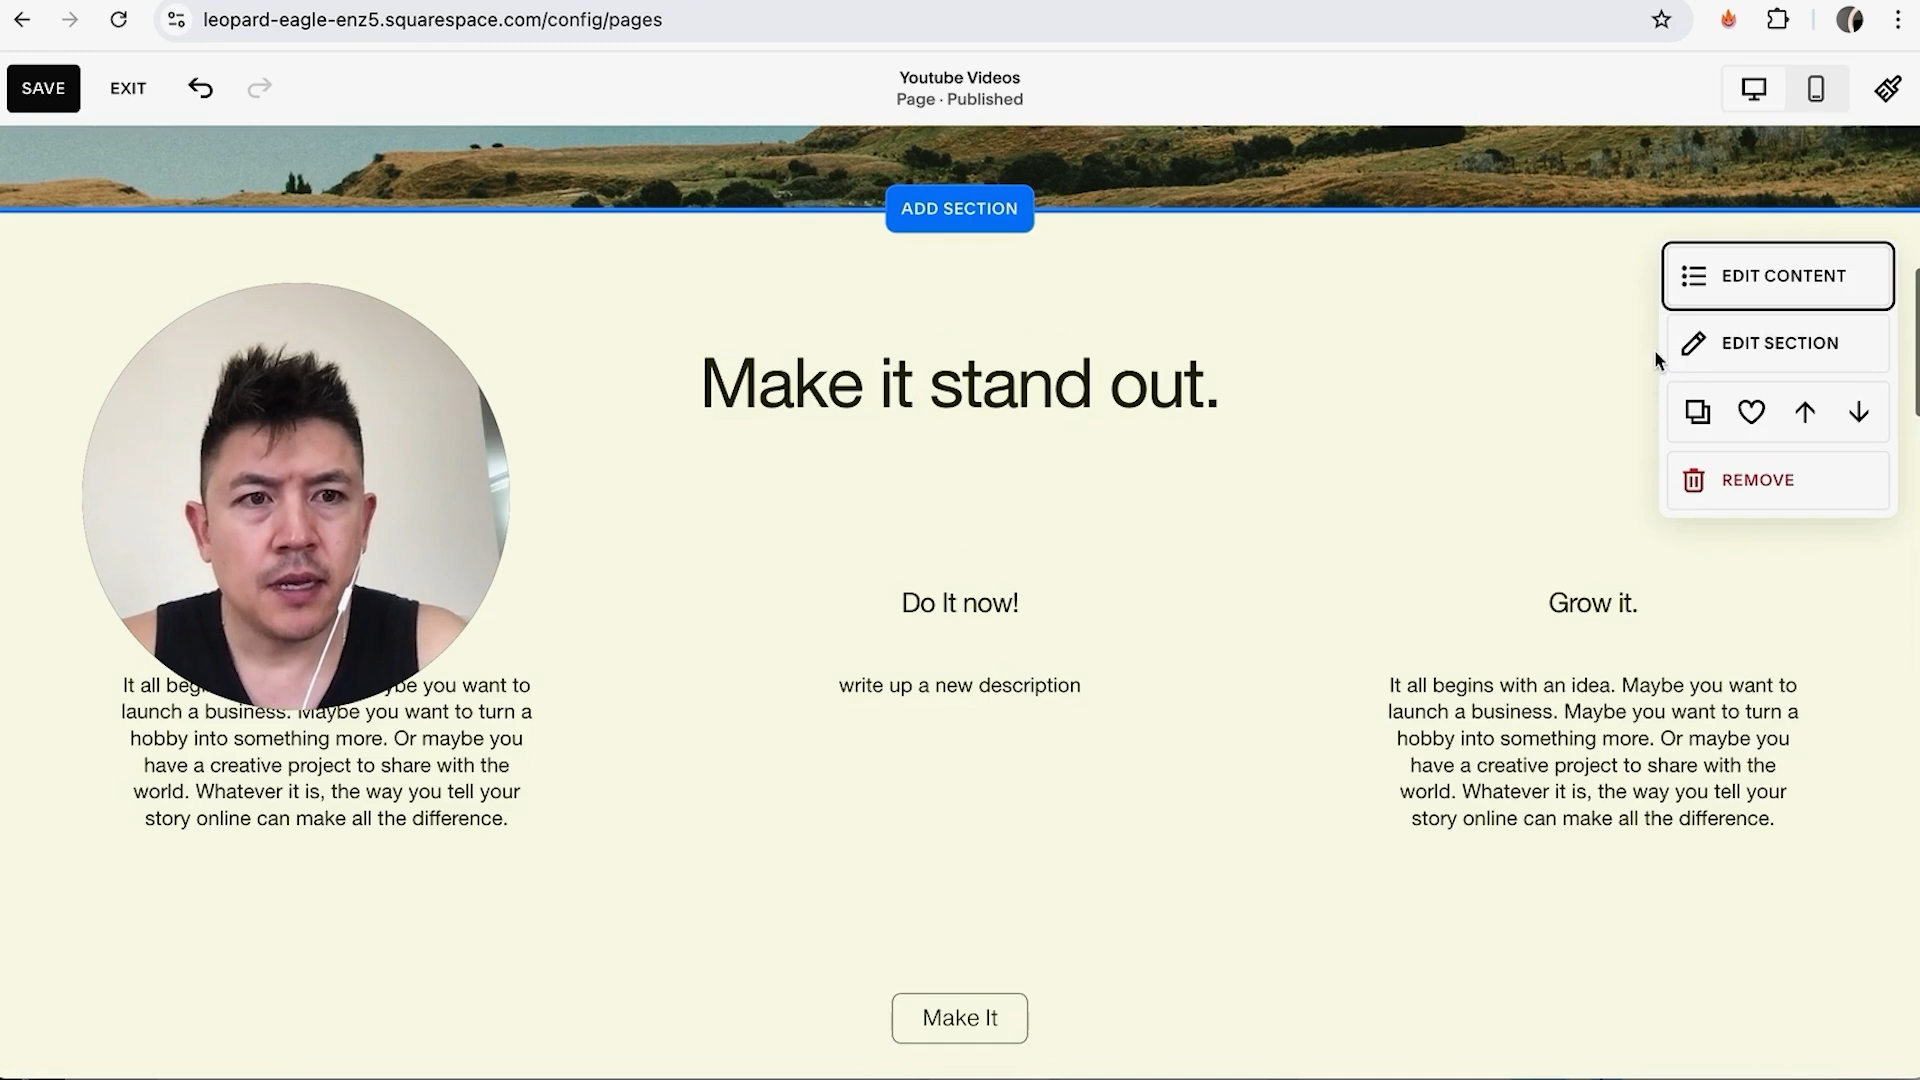 leopard-eagle-enz5.squarespace.com/config/pages
SAVE
EXIT
Youtube Videos
Page · Published
ADD SECTION
EDIT CONTENT
EDIT SECTION
REMOVE
Make it stand out.
Do It now!
Grow it.
It all
you want to
launch a business. Maybe you want to turn a
hobby into something more. Or maybe you
have a creative project to share with the
world. Whatever it is, the way you tell your
story online can make all the difference.
write up a new description
It all begins with an idea. Maybe you want to
launch a business. Maybe you want to turn a
hobby into something more. Or maybe you
have a creative project to share with the
world. Whatever it is, the way you tell your
story online can make all the difference.
Make It